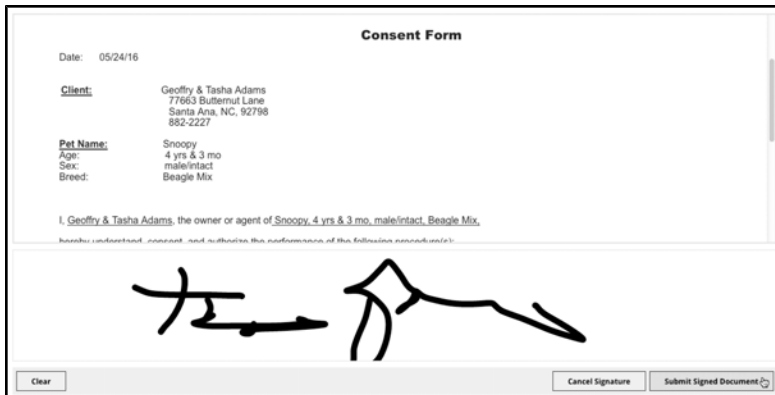 Consent Form
Date: 05/24/16
Client: Geoffry & Tasha Adams
77663 Butternut Lane
Santa Ana, NC, 92798
882-2227
Pet Name: Snoopy
Age: 4 yrs & 3 mo
Sex: male/intact
Breed: Beagle Mix
I, Geoffry & Tasha Adams, the owner or agent of Snoopy, 4 yrs & 3 mo, male/intact, Beagle Mix,
hereby understand, consent, and authorize the performance of the following procedure(s):
Clear Cancel Signature Submit Signed Document